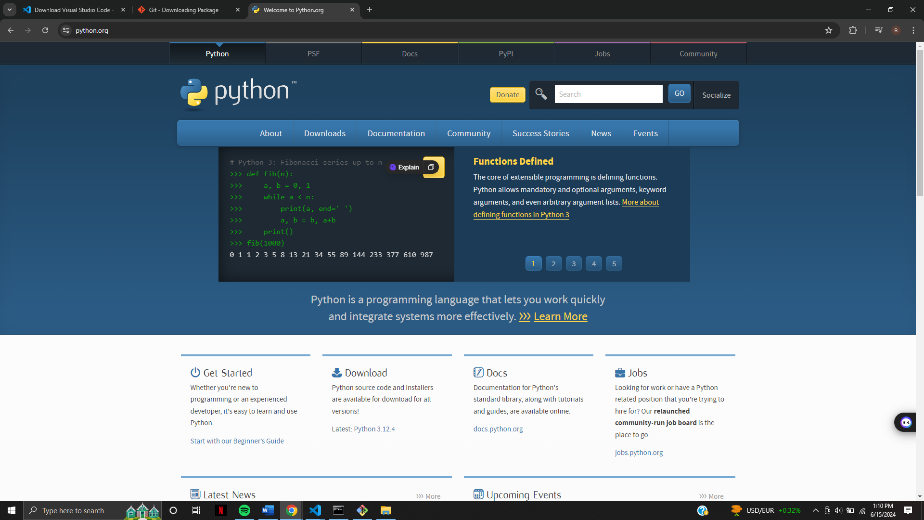 Download Visual Studio Code -
Git - Downloading Package
Welcome to Python.org
python.org
R
Python
PSF
Docs
PyPI
Jobs
Community
python™
Donate
Search
GO
Socialize
About
Downloads
Documentation
Community
Success Stories
News
Events
# Python 3: Fibonacci series up to n
>>> def fib(n):
>>>     a, b = 0, 1
>>>     while a < n:
>>>         print(a, end=' ')
>>>         a, b = b, a+b
>>>     print()
>>> fib(1000)
0 1 1 2 3 5 8 13 21 34 55 89 144 233 377 610 987
Explain
Functions Defined
The core of extensible programming is defining functions.
Python allows mandatory and optional arguments, keyword
arguments, and even arbitrary argument lists. More about
defining functions in Python 3
1
2
3
4
5
Python is a programming language that lets you work quickly
and integrate systems more effectively. >>> Learn More
Get Started
Whether you're new to
programming or an experienced
developer, it's easy to learn and use
Python.
Start with our Beginner's Guide
Download
Python source code and installers
are available for download for all
versions!
Latest: Python 3.12.4
Docs
Documentation for Python's
standard library, along with tutorials
and guides, are available online.
docs.python.org
Jobs
Looking for work or have a Python
related position that you're trying to
hire for? Our relaunched
community-run job board is the
place to go.
jobs.python.org
Latest News
>>> More
Upcoming Events
>>> More
Type here to search
USD/EUR +0.32%
1:10 PM
6/15/2024